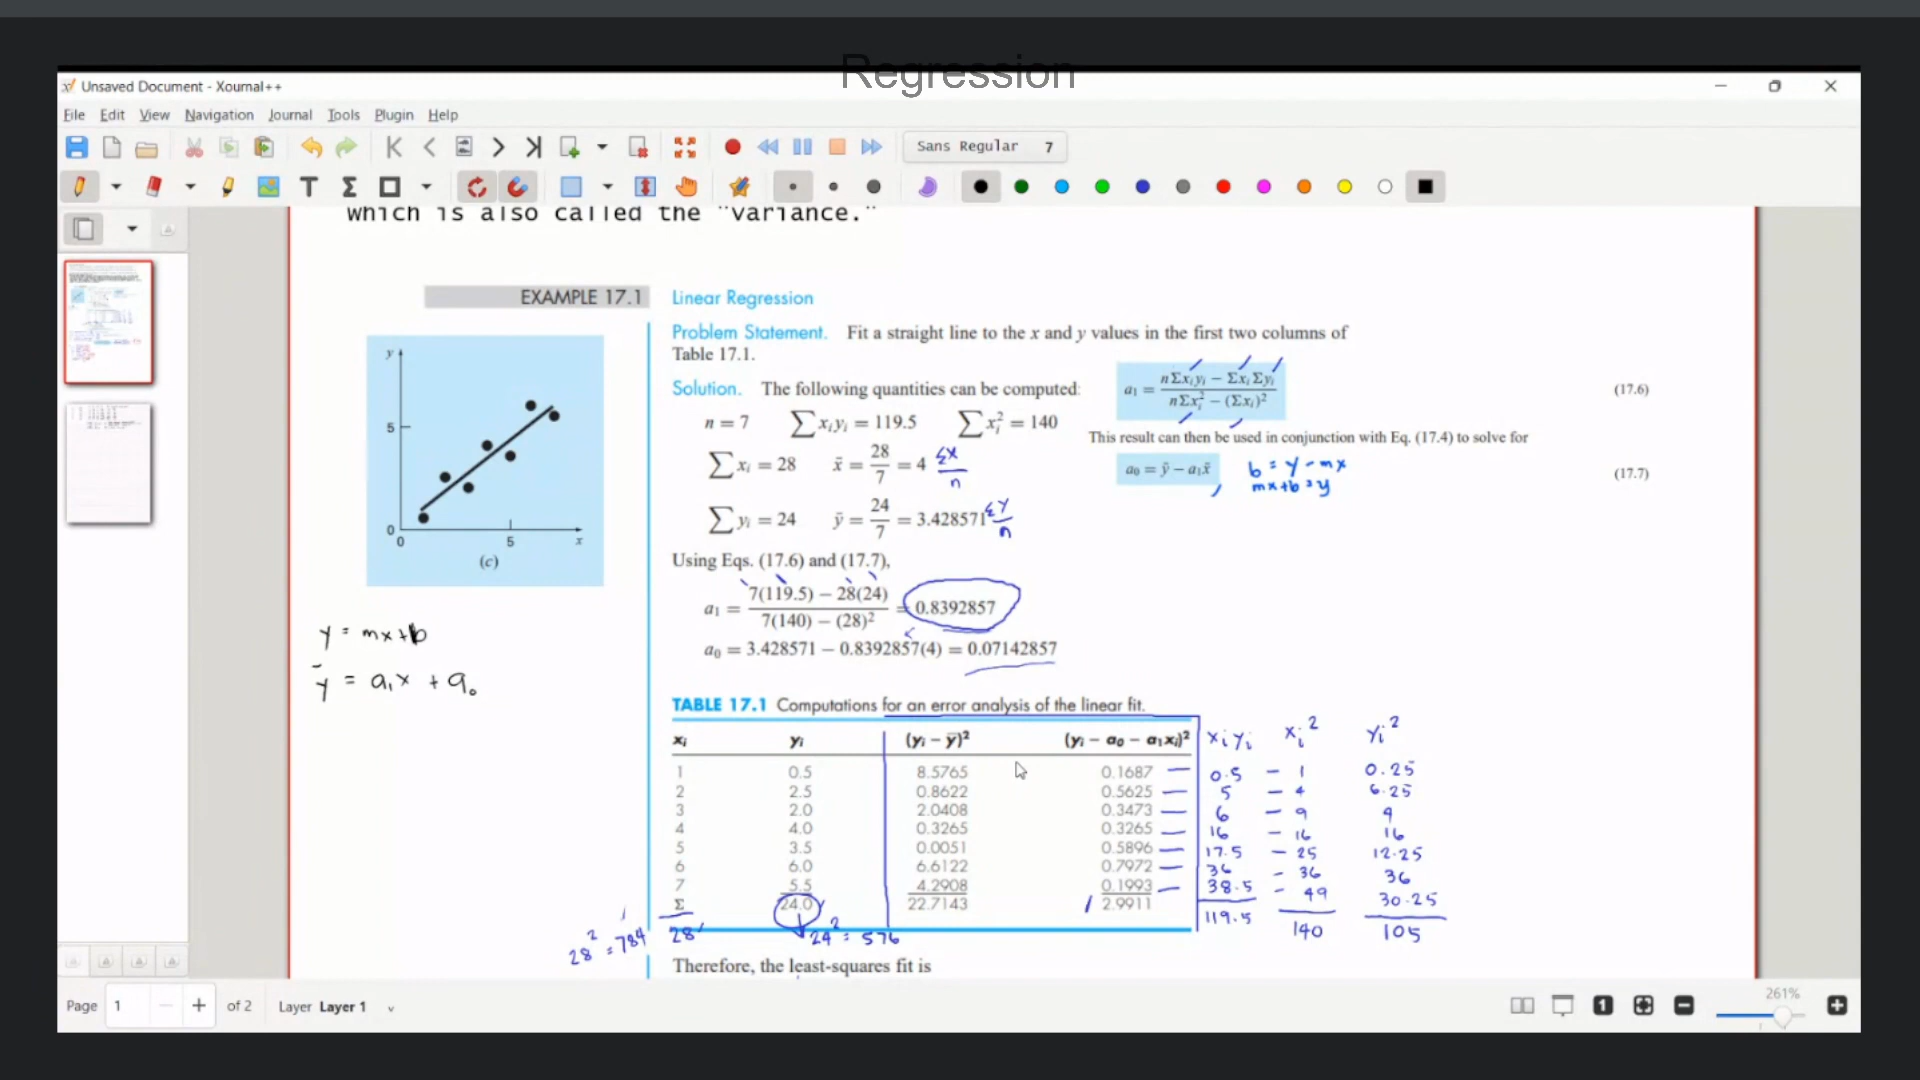 Regression
Unsaved Document - Xournal++
File Edit View Navigation Journal Tools Plugin Help
Sans Regular 7
which is also called the "variance."
EXAMPLE 17.1 Linear Regression
Problem Statement. Fit a straight line to the x and y values in the first two columns of
Table 17.1.
Solution. The following quantities can be computed:
n = 7 ∑xᵢyᵢ = 119.5 ∑xᵢ² = 140
∑xᵢ = 28 x̄ = 28/7 = 4 Σx/n
∑yᵢ = 24 ȳ = 24/7 = 3.428571 Σy/n
a₁ = (nΣxᵢyᵢ − Σxᵢ Σyᵢ)/(nΣxᵢ² − (Σxᵢ)²) (17.6)
This result can then be used in conjunction with Eq. (17.4) to solve for
a₀ = ȳ − a₁x̄ (17.7)
b = y - mx
mx+b = y
Using Eqs. (17.6) and (17.7),
a₁ = (7(119.5) − 28(24))/(7(140) − (28)²) = 0.8392857
a₀ = 3.428571 − 0.8392857(4) = 0.07142857
y
5
0
0 5 x
(c)
y = mx+b
ȳ = a₁x + a₀
TABLE 17.1 Computations for an error analysis of the linear fit.
xᵢ yᵢ (yᵢ − ȳ)² (yᵢ − a₀ − a₁xᵢ)² xᵢyᵢ xᵢ² yᵢ²
1 0.5 8.5765 0.1687 0.5 - 1 0.25
2 2.5 0.8622 0.5625 5 - 4 6.25
3 2.0 2.0408 0.3473 6 - 9 4
4 4.0 0.3265 0.3265 16 - 16 16
5 3.5 0.0051 0.5896 17.5 - 25 12.25
6 6.0 6.6122 0.7972 36 - 36 36
7 5.5 4.2908 0.1993 38.5 - 49 30.25
Σ 24.0 22.7143 2.9911 119.5 140 105
28² = 784 28 24² = 576
Therefore, the least-squares fit is
Page 1 of 2 Layer Layer 1 261%